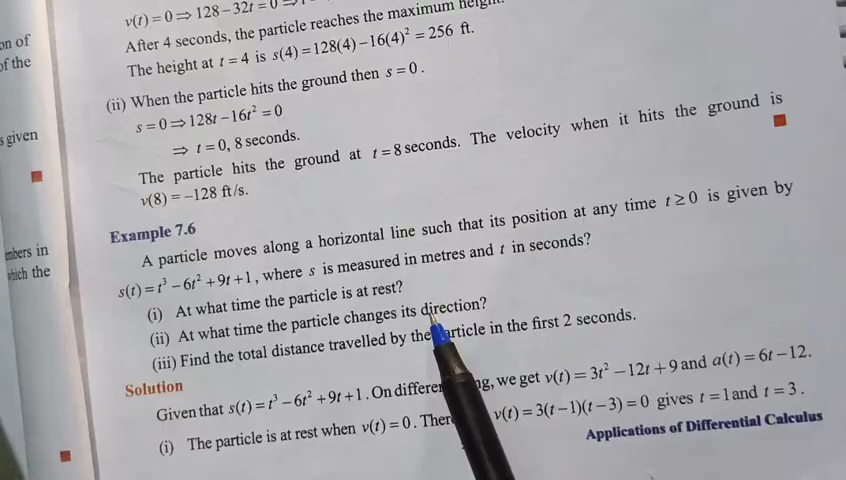 on of
of the
s given
mbers in
which the
v(t) = 0 ⇒ 128 − 32t = 0 ⇒
After 4 seconds, the particle reaches the maximum height.
The height at t = 4 is s(4) = 128(4) − 16(4)² = 256 ft.
(ii) When the particle hits the ground then s = 0.
s = 0 ⇒ 128t − 16t² = 0
⇒ t = 0, 8 seconds.
The particle hits the ground at t = 8 seconds. The velocity when it hits the ground is
v(8) = −128 ft/s.
Example 7.6
A particle moves along a horizontal line such that its position at any time t ≥ 0 is given by
s(t) = t³ − 6t² + 9t + 1, where s is measured in metres and t in seconds?
(i) At what time the particle is at rest?
(ii) At what time the particle changes its direction?
(iii) Find the total distance travelled by the particle in the first 2 seconds.
Solution
Given that s(t) = t³ − 6t² + 9t + 1. On differen ng, we get v(t) = 3t² − 12t + 9 and a(t) = 6t − 12.
(i) The particle is at rest when v(t) = 0. There v(t) = 3(t − 1)(t − 3) = 0 gives t = 1 and t = 3.
Applications of Differential Calculus